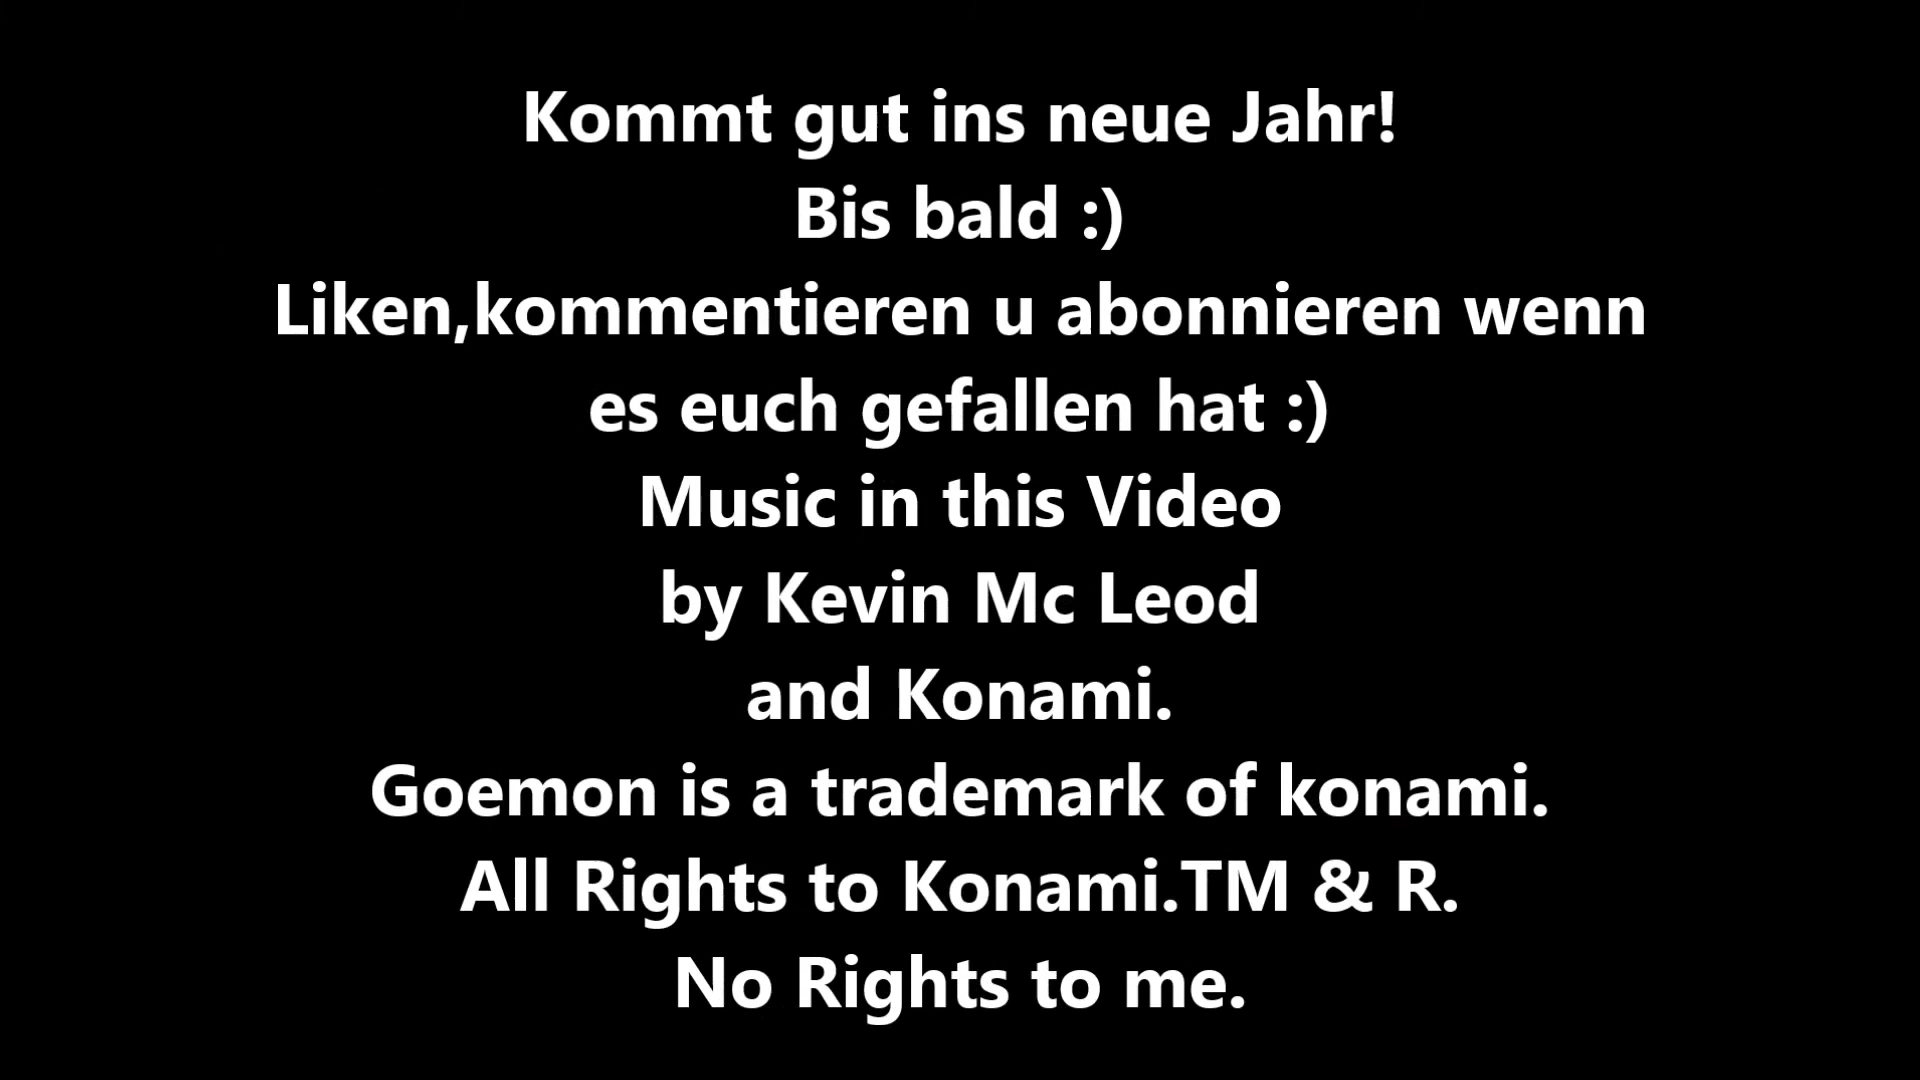 Kommt gut ins neue Jahr!
Bis bald :)
Liken,kommentieren u abonnieren wenn
es euch gefallen hat :)
Music in this Video
by Kevin Mc Leod
and Konami.
Goemon is a trademark of konami.
All Rights to Konami.TM & R.
No Rights to me.